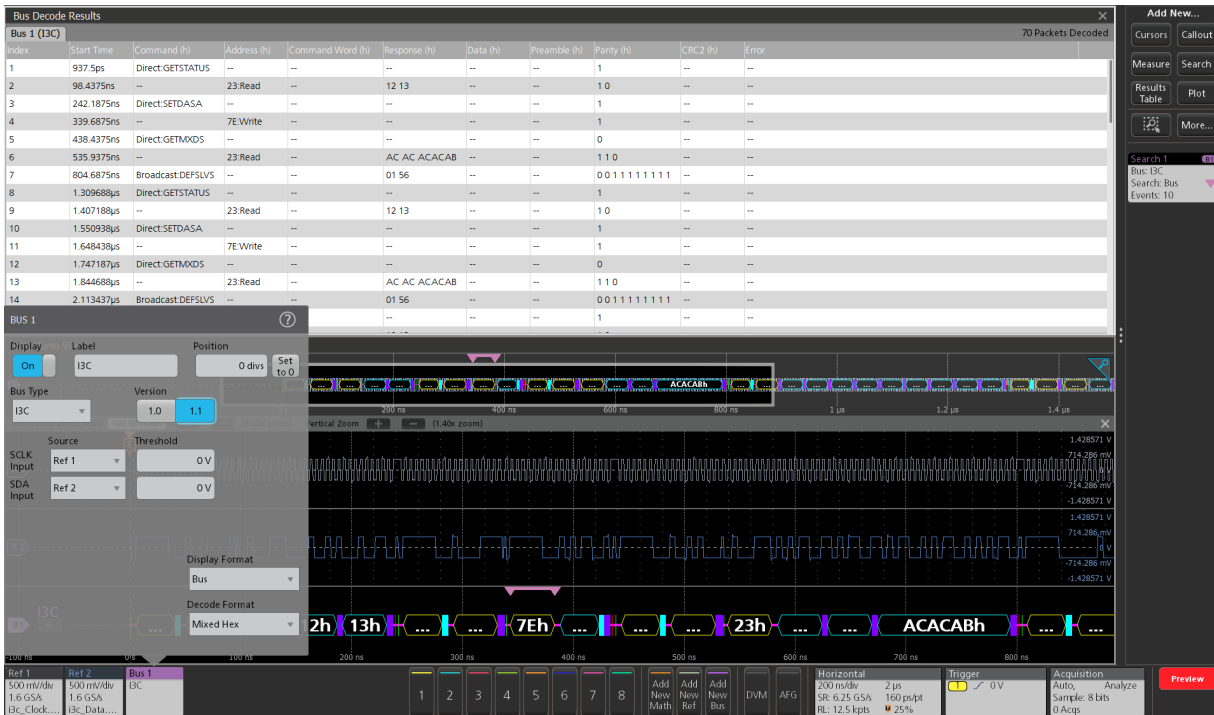 Bus Decode Results
Bus 1 (I3C)
70 Packets Decoded
Index Start Time Command (h) Address (h) Command Word (h) Response (h) Data (h) Preamble (h) Parity (h) CRC2 (h) Error
1 937.5ps Direct:GETSTATUS -- -- -- -- -- 1 -- --
2 98.4375ns -- 23:Read -- 12 13 -- -- 1 0 -- --
3 242.1875ns Direct:SETDASA -- -- -- -- -- 1 -- --
4 339.6875ns -- 7E:Write -- -- -- -- 1 -- --
5 438.4375ns Direct:GETMXDS -- -- -- -- -- 0 -- --
6 535.9375ns -- 23:Read -- AC AC ACACAB -- -- 1 1 0 -- --
7 804.6875ns Broadcast:DEFSLVS -- -- 01 56 -- -- 0 0 1 1 1 1 1 1 1 1 -- --
8 1.309688µs Direct:GETSTATUS -- -- -- -- -- 1 -- --
9 1.407188µs -- 23:Read -- 12 13 -- -- 1 0 -- --
10 1.550938µs Direct:SETDASA -- -- -- -- -- 1 -- --
11 1.648438µs -- 7E:Write -- -- -- -- 1 -- --
12 1.747187µs Direct:GETMXDS -- -- -- -- -- 0 -- --
13 1.844688µs -- 23:Read -- AC AC ACACAB -- -- 1 1 0 -- --
14 2.113437µs Broadcast:DEFSLVS -- -- 01 56 -- -- 0 0 1 1 1 1 1 1 1 1 -- --
-- -- -- 1 -- --
Add New...
Cursors Callout
Measure Search
Results Table Plot
More...
Search 1 B1
Bus: I3C
Search: Bus
Events: 10
BUS 1 ?
Display Label Position
On I3C 0 divs Set to 0
Bus Type Version
I3C 1.0 1.1
Source Threshold
SCLK Input Ref 1 0 V
SDA Input Ref 2 0 V
Display Format
Bus
Decode Format
Mixed Hex
... ... ... ... ... ACACABh ... ... ...
200 ns 400 ns 600 ns 800 ns 1 µs 1.2 µs 1.4 µs
Vertical Zoom + − (1.40x zoom)
1.428571 V
714.286 mV
0 V
-714.286 mV
-1.428571 V
1.428571 V
714.286 mV
0 V
-714.286 mV
-1.428571 V
B1 I3C
... 12h 13h ... ... 7Eh ... ... ... 23h ... ... ACACABh ... ...
-100 ns 0 s 100 ns 200 ns 300 ns 400 ns 500 ns 600 ns 700 ns 800 ns
Ref 1
500 mV/div
1.6 GS/s
i3c_Clock....
Ref 2
500 mV/div
1.6 GS/s
i3c_Data....
Bus 1
I3C
1 2 3 4 5 6 7 8
Add New Math
Add New Ref
Add New Bus
DVM AFG
Horizontal
200 ns/div 2 µs
SR: 6.25 GS/s 160 ps/pt
RL: 12.5 kpts 25%
Trigger
1 0 V
Acquisition
Auto, Analyze
Sample: 8 bits
0 Acqs
Preview